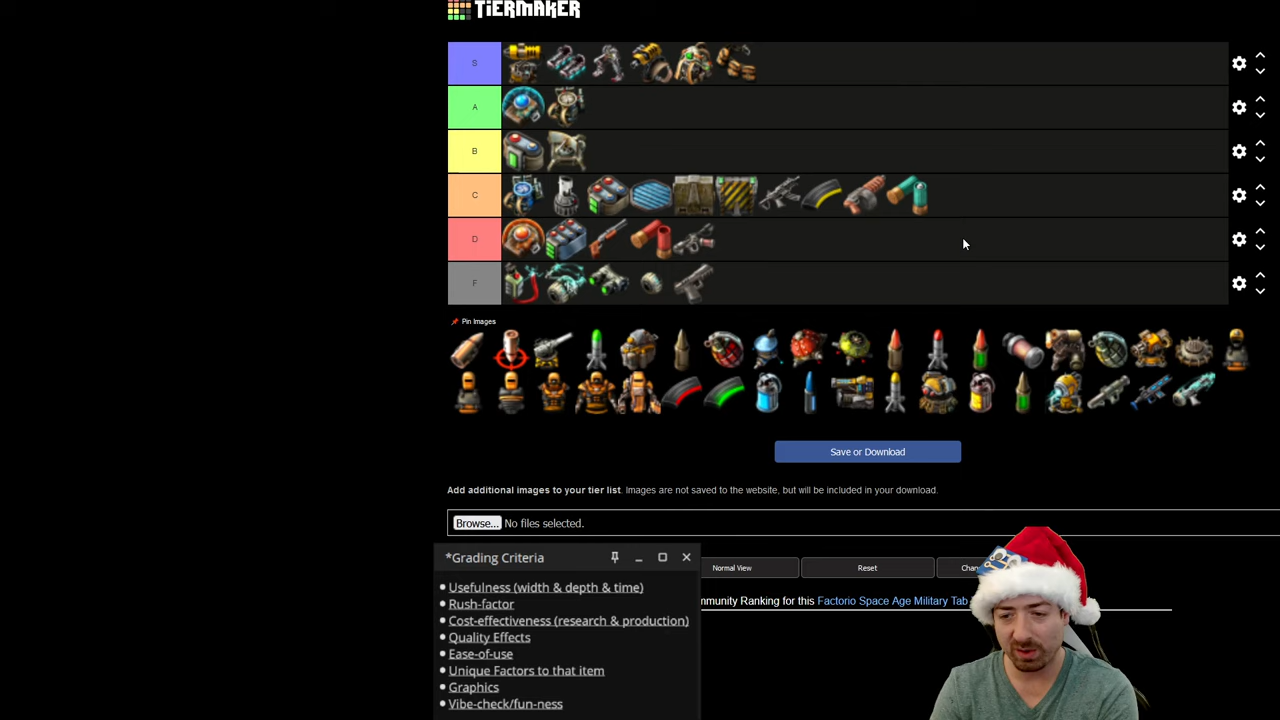 TiERMAKER
S
A
B
C
D
F
Pin Images
Save or Download
Add additional images to your tier list. Images are not saved to the website, but will be included in your download.
Browse... No files selected.
*Grading Criteria
Normal View
Reset
Usefulness (width & depth & time)
Rush-factor
Cost-effectiveness (research & production)
Quality Effects
Ease-of-use
Unique Factors to that item
Graphics
Vibe-check/fun-ness
Ranking for this Factorio Space Age Military Tab